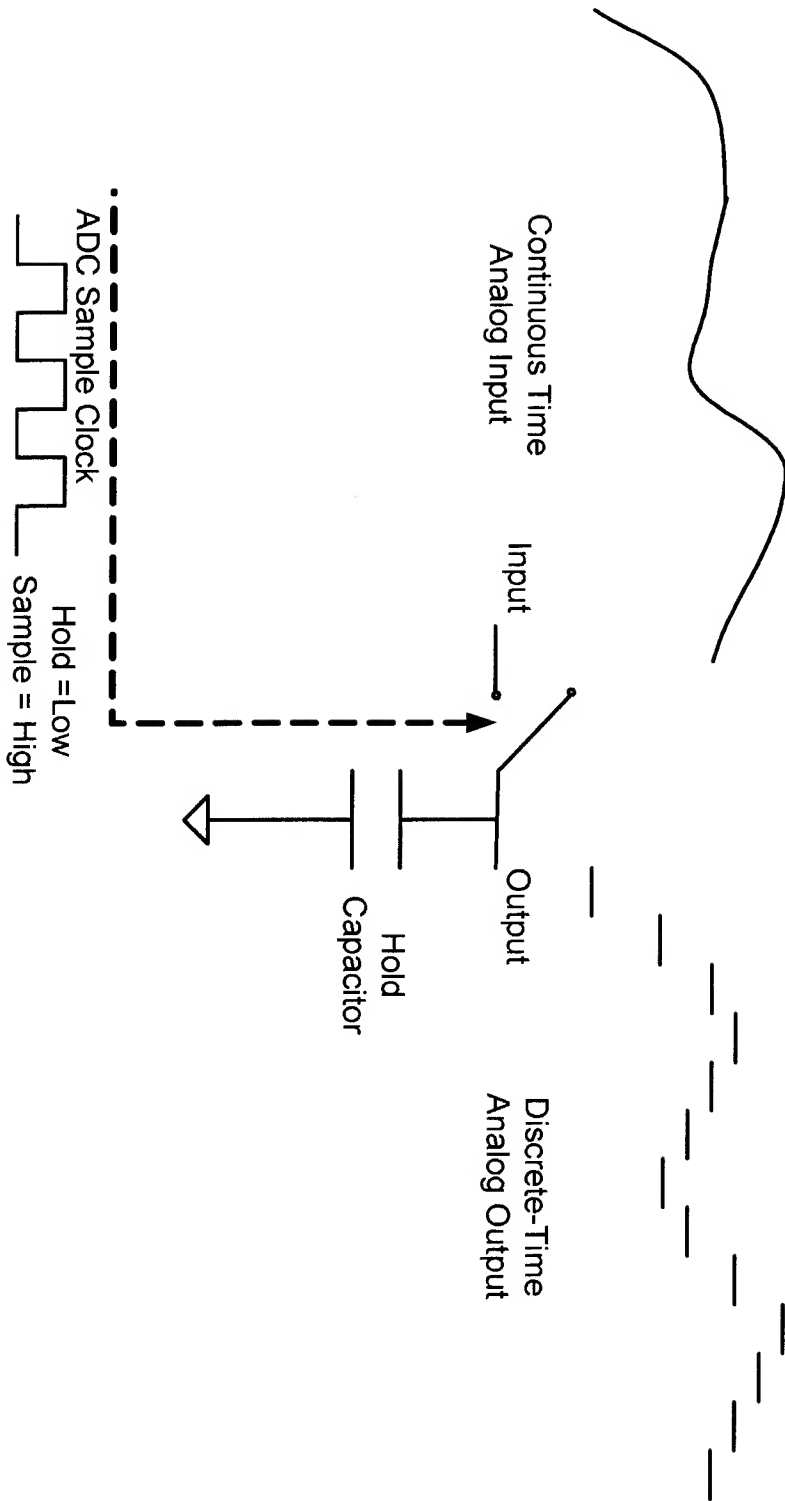 Continuous Time
Analog Input
Input
Output
Discrete-Time
Analog Output
Hold
Capacitor
ADC Sample Clock
Hold =Low
Sample = High